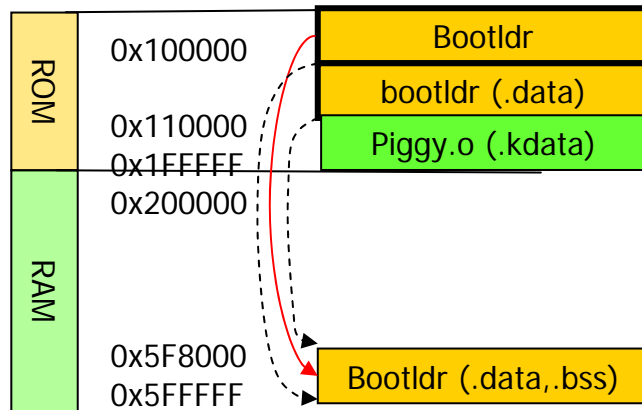 ROM
0x100000
Bootldr
bootldr (.data)
0x110000
Piggy.o (.kdata)
0x1FFFFF
0x200000
RAM
0x5F8000
Bootldr (.data,.bss)
0x5FFFFF